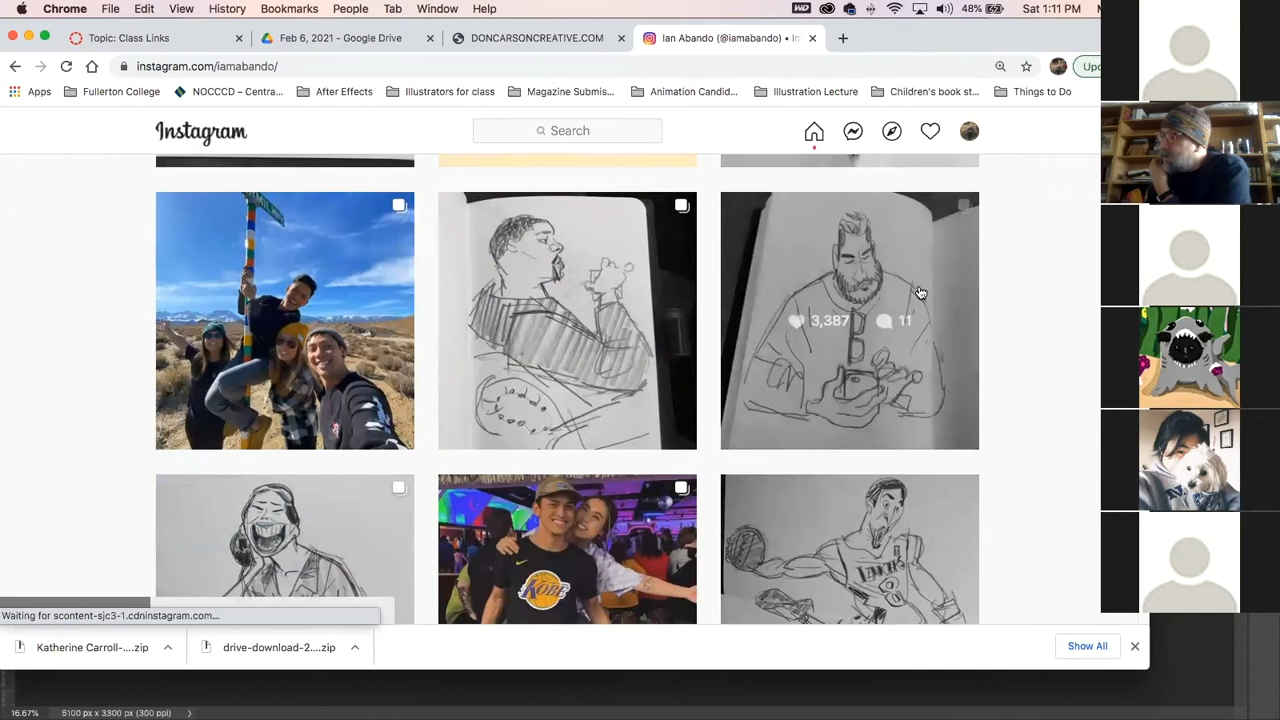 Chrome File Edit View History Bookmarks People Tab Window Help WD 48% Sat 1:11 PM
Topic: Class Links Feb 6, 2021 - Google Drive DONCARSONCREATIVE.COM Ian Abando (@iamabando) • In
instagram.com/iamabando/
Apps Fullerton College NOCCCD – Centra... After Effects Illustrators for class Magazine Submis... Animation Candid... Illustration Lecture Children's book st... Things to Do
Instagram Search
3,387 11
KOBE
LAKERS
8
Waiting for scontent-sjc3-1.cdninstagram.com...
Katherine Carroll-....zip drive-download-2....zip Show All
16.67% 5100 px x 3300 px (300 ppi)